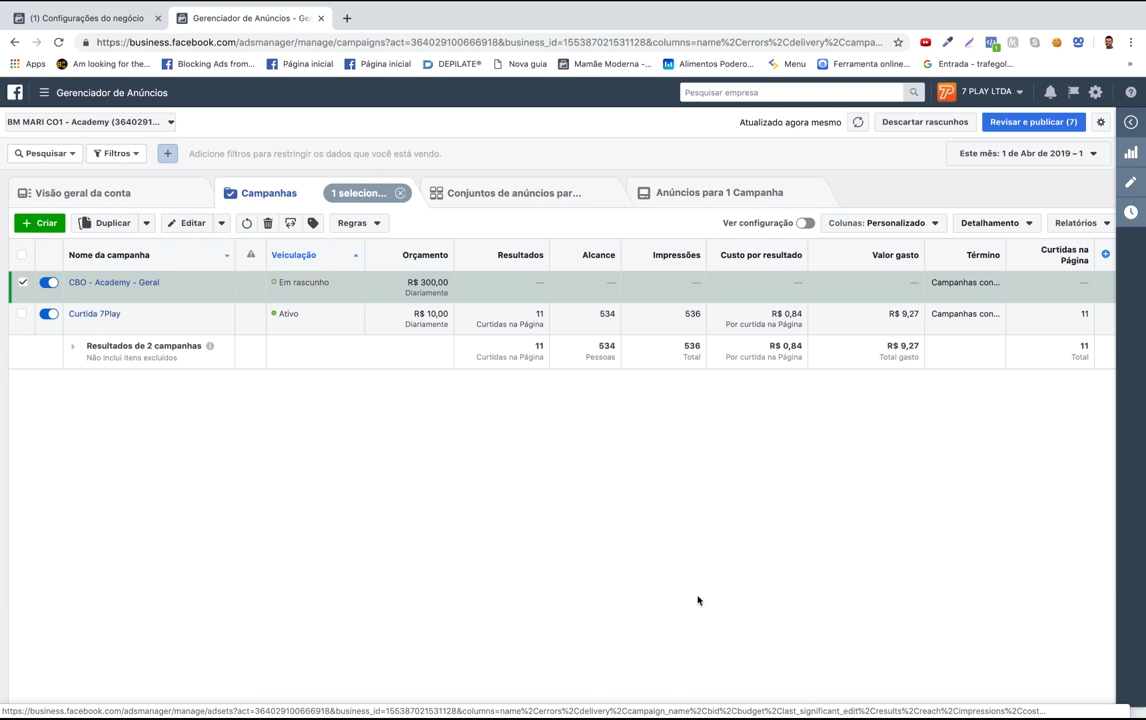 (1) Configurações do negócio
Gerenciador de Anúncios - Ger
https://business.facebook.com/adsmanager/manage/campaigns?act=364029100666918&business_id=155387021531128&columns=name%2Cerrors%2Cdelivery%2Ccampa...
Apps
Am looking for the...
Blocking Ads from...
Página inicial
Página inicial
DEPILATE®
Nova guia
Mamãe Moderna -...
Alimentos Podero...
Menu
Ferramenta online...
Entrada - trafegol...
»
Gerenciador de Anúncios
Pesquisar empresa
7 PLAY LTDA
BM MARI CO1 - Academy (3640291...
Atualizado agora mesmo
Descartar rascunhos
Revisar e publicar (7)
Pesquisar
Filtros
Adicione filtros para restringir os dados que você está vendo.
Este mês: 1 de Abr de 2019 – 1
Visão geral da conta
Campanhas
1 selecion...
Conjuntos de anúncios par...
Anúncios para 1 Campanha
+ Criar
Duplicar
Editar
Regras
Ver configuração
Colunas: Personalizado
Detalhamento
Relatórios
Nome da campanha
Veiculação
Orçamento
Resultados
Alcance
Impressões
Custo por resultado
Valor gasto
Término
Curtidas na
Página
CBO - Academy - Geral
Em rascunho
R$ 300,00
Diariamente
—
—
—
—
—
Campanhas con...
—
Curtida 7Play
Ativo
R$ 10,00
Diariamente
11
Curtidas na Página
534
536
R$ 0,84
Por curtida na Página
R$ 9,27
Campanhas con...
11
Resultados de 2 campanhas
Não inclui itens excluídos
11
Curtidas na Página
534
Pessoas
536
Total
R$ 0,84
Por curtida na Página
R$ 9,27
Total gasto
11
Total
https://business.facebook.com/adsmanager/manage/adsets?act=364029100666918&business_id=155387021531128&columns=name%2Cerrors%2Cdelivery%2Ccampaign_name%2Cbid%2Cbudget%2Clast_significant_edit%2Cresults%2Creach%2Cimpressions%2Ccost...